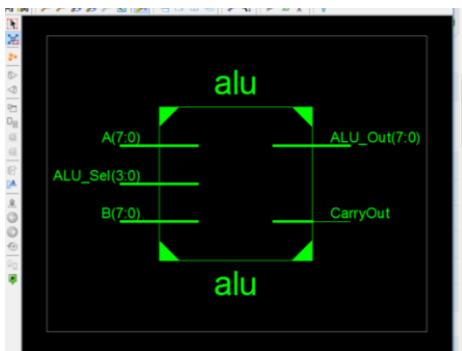 alu
A(7:0)
ALU_Out(7:0)
ALU_Sel(3:0)
B(7:0)
CarryOut
alu